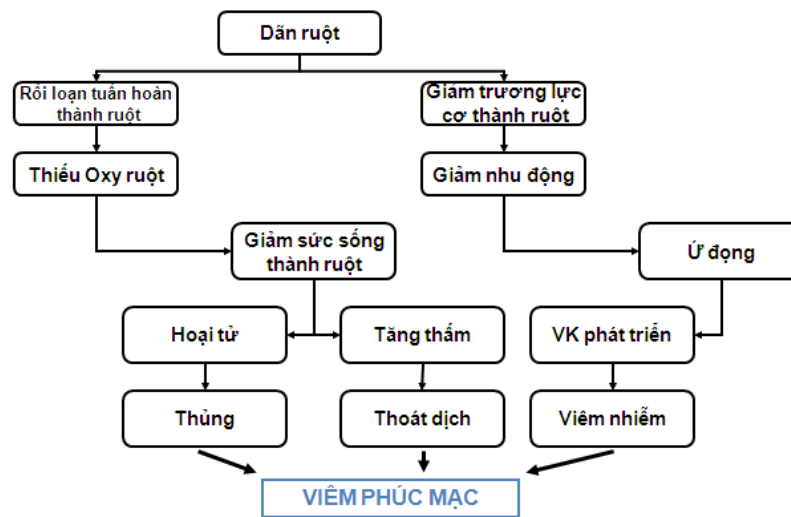 Dãn ruột
Rối loạn tuần hoàn
thành ruột
Giảm trương lực
cơ thành ruôt
Thiếu Oxy ruột
Giảm nhu động
Giảm sức sống
thành ruột
Ứ đọng
Hoại tử
Tăng thấm
VK phát triển
Thủng
Thoát dịch
Viêm nhiễm
VIÊM PHÚC MẠC